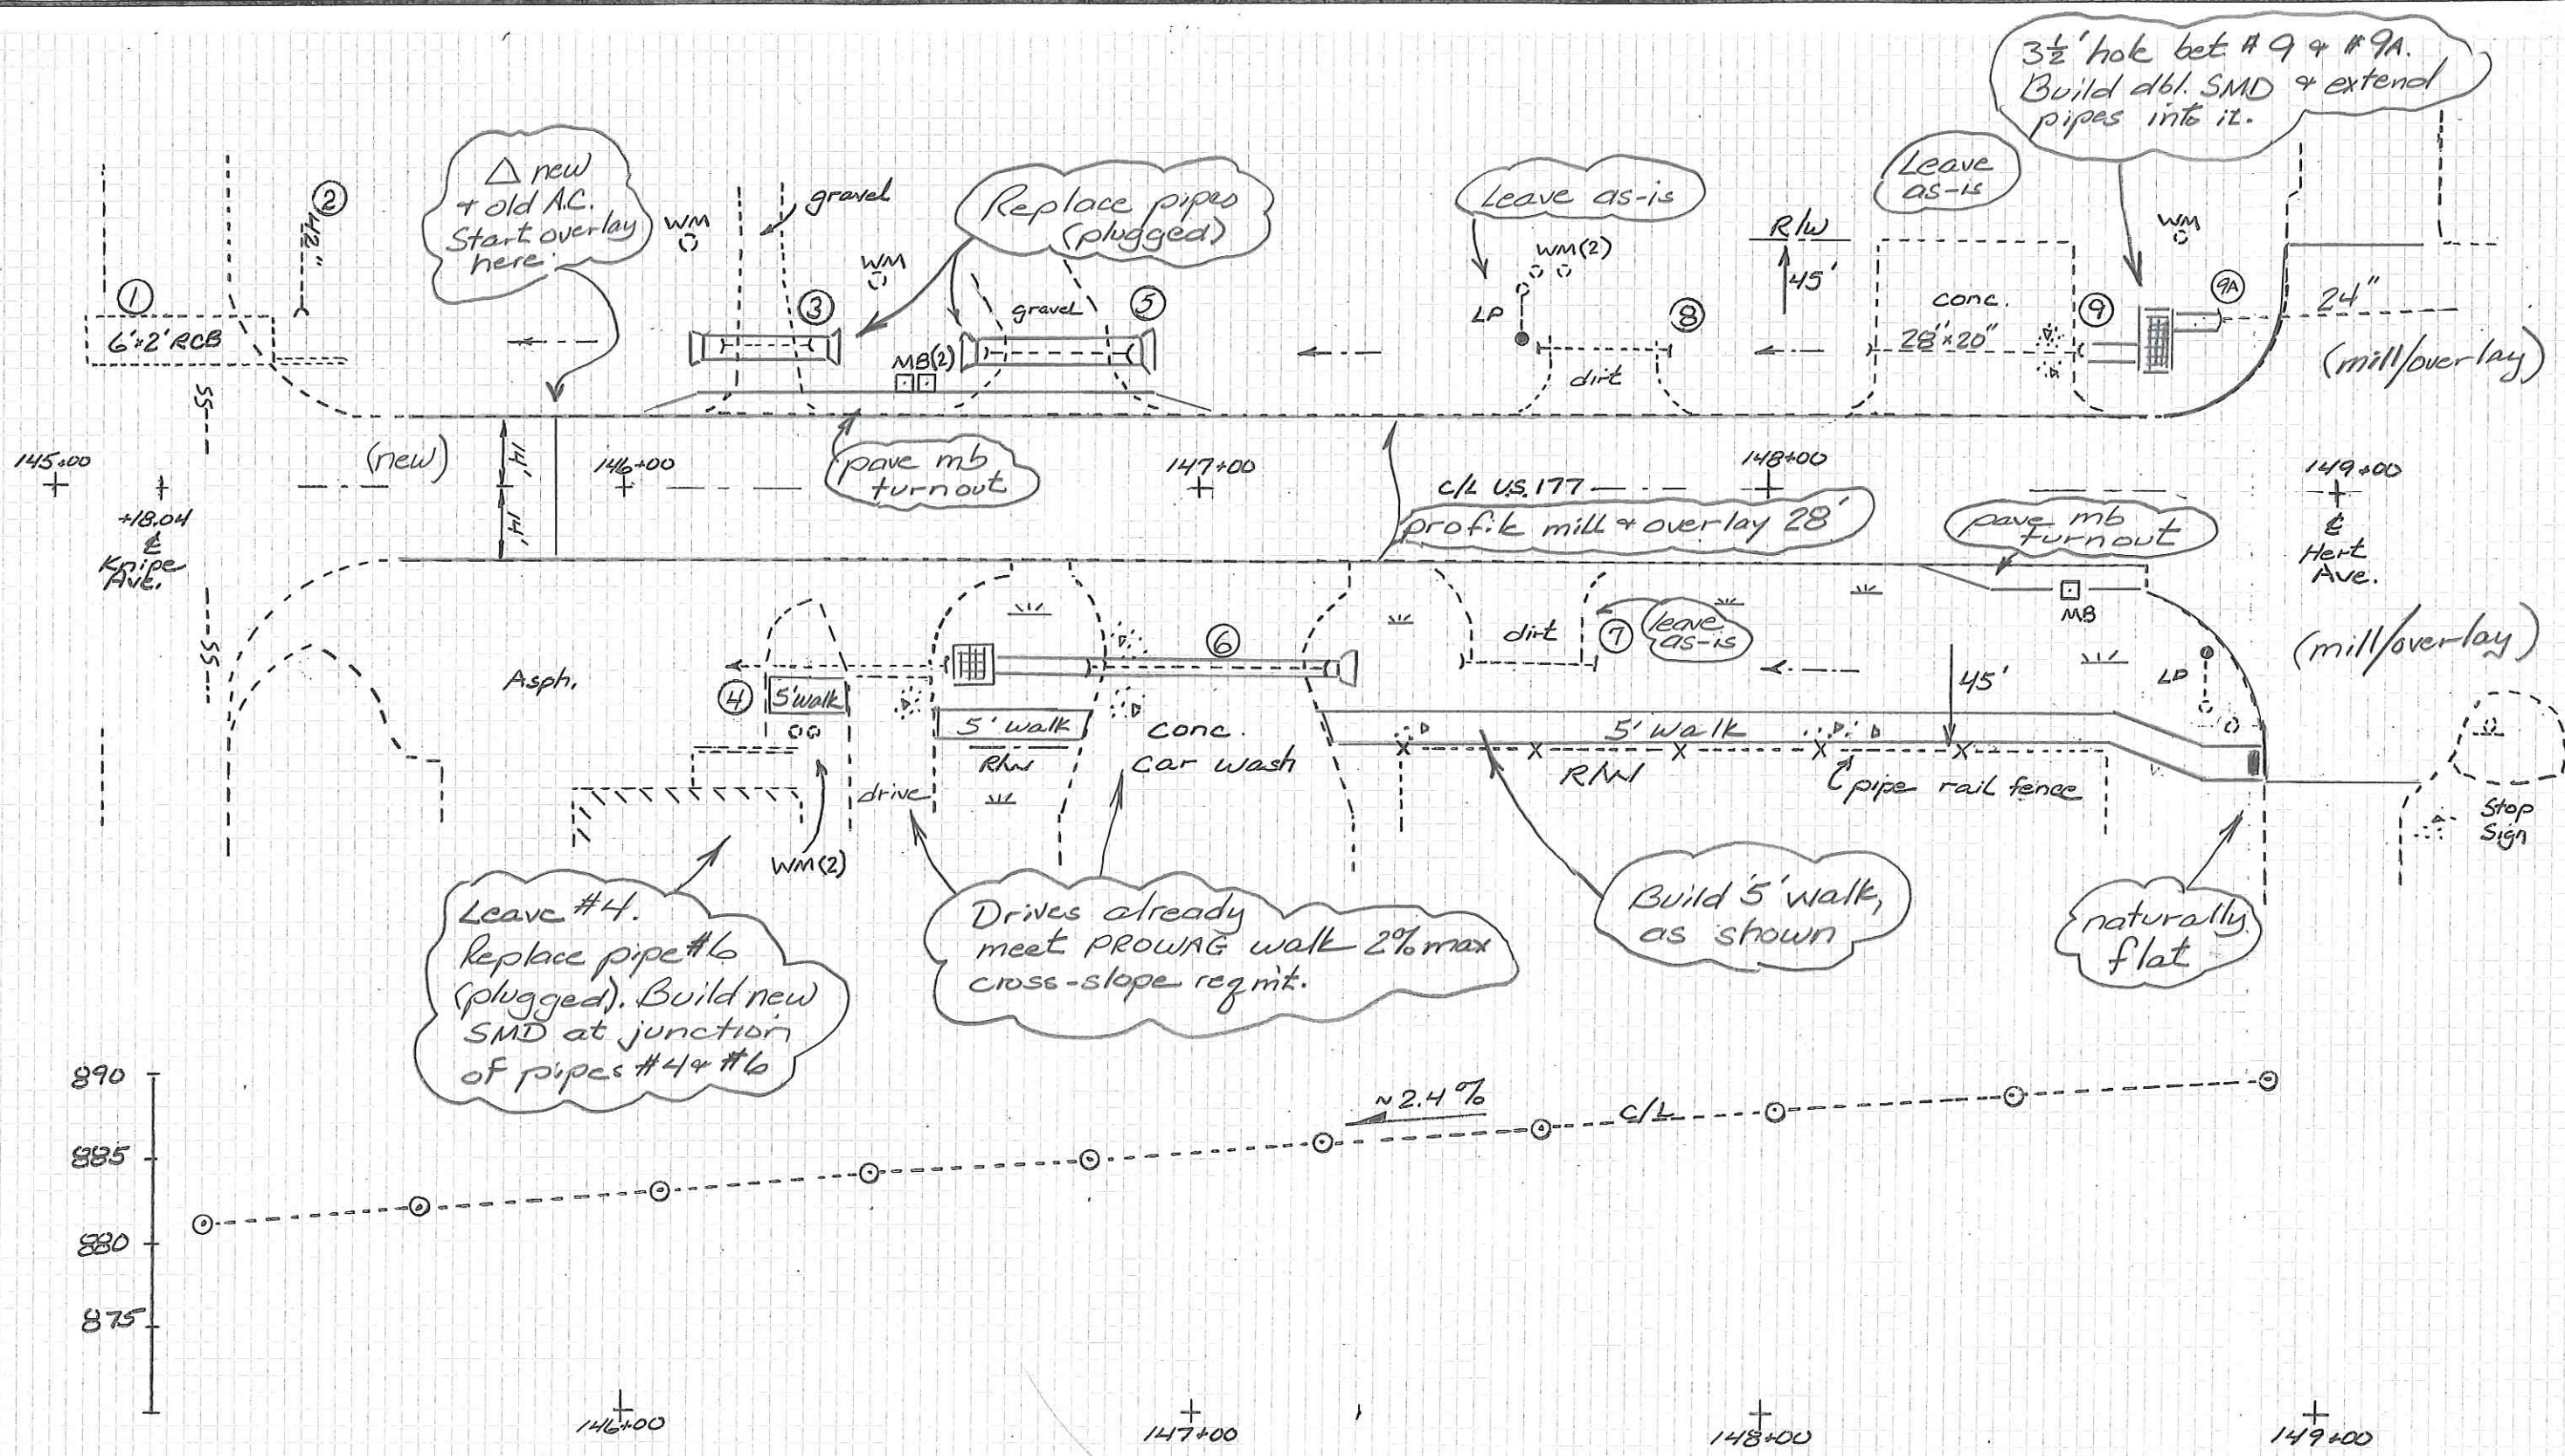 3½' hole bet # 9 & # 9A.
Build dbl. SMD & extend
pipes into it.
△ new
& old A.C.
Start overlay
here.
②
42"
①
6'x2' RCB
WM
gravel
WM
③
Replace pipes
(plugged)
gravel
⑤
MB(2)
Leave as-is
WM(2)
LP
⑧
dirt
R/W
45'
Leave
as-is
conc.
28"x20"
⑨
WM
9A
24"
(mill/overlay)
SS
145+00
(new)
14'
14'
146+00
pave mb
turnout
147+00
C/L U.S. 177
148+00
149+00
profile mill & overlay 28'
pave mb
turnout
+18.04
℄
Knipe
Ave.
℄
Hert
Ave.
MB
(mill/overlay)
SS
Asph.
④
5' walk
⑥
dirt
⑦
leave
as-is
45'
LP
5' walk
R/W
conc.
car wash
5' walk
R/W
pipe rail fence
drive
WM(2)
Stop
Sign
Leave #4.
Replace pipe #6
(plugged). Build new
SMD at junction
of pipes #4 & #6
Drives already
meet PROWAG walk 2% max
cross-slope reqmt.
Build 5' walk,
as shown
naturally
flat
890
885
880
875
~2.4%
C/L
146+00
147+00
148+00
149+00